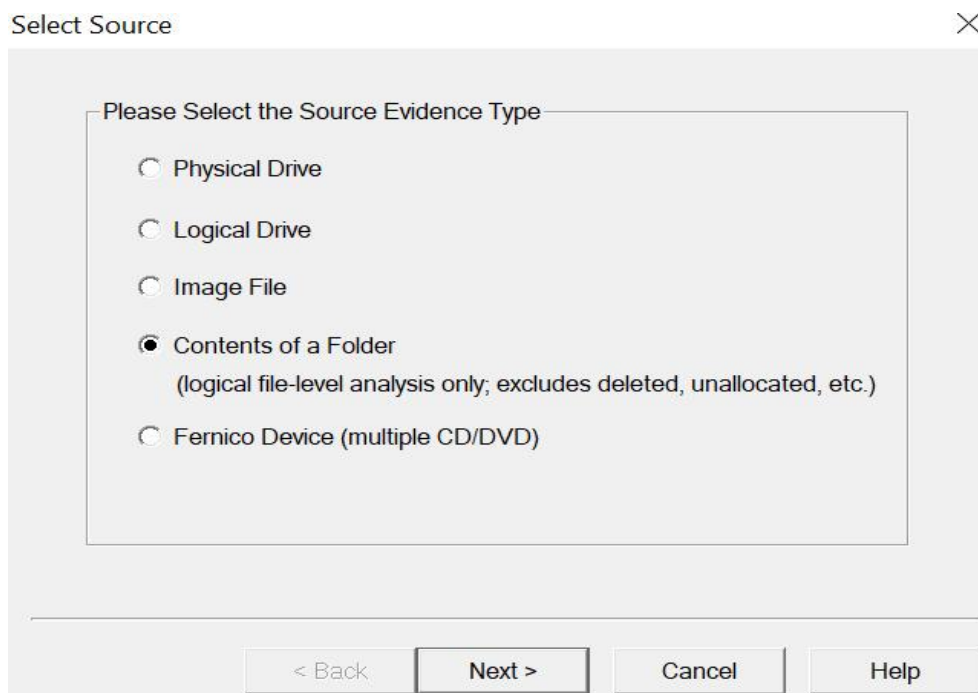 Select Source
Please Select the Source Evidence Type
Physical Drive
Logical Drive
Image File
Contents of a Folder
(logical file-level analysis only; excludes deleted, unallocated, etc.)
Fernico Device (multiple CD/DVD)
< Back Next > Cancel Help